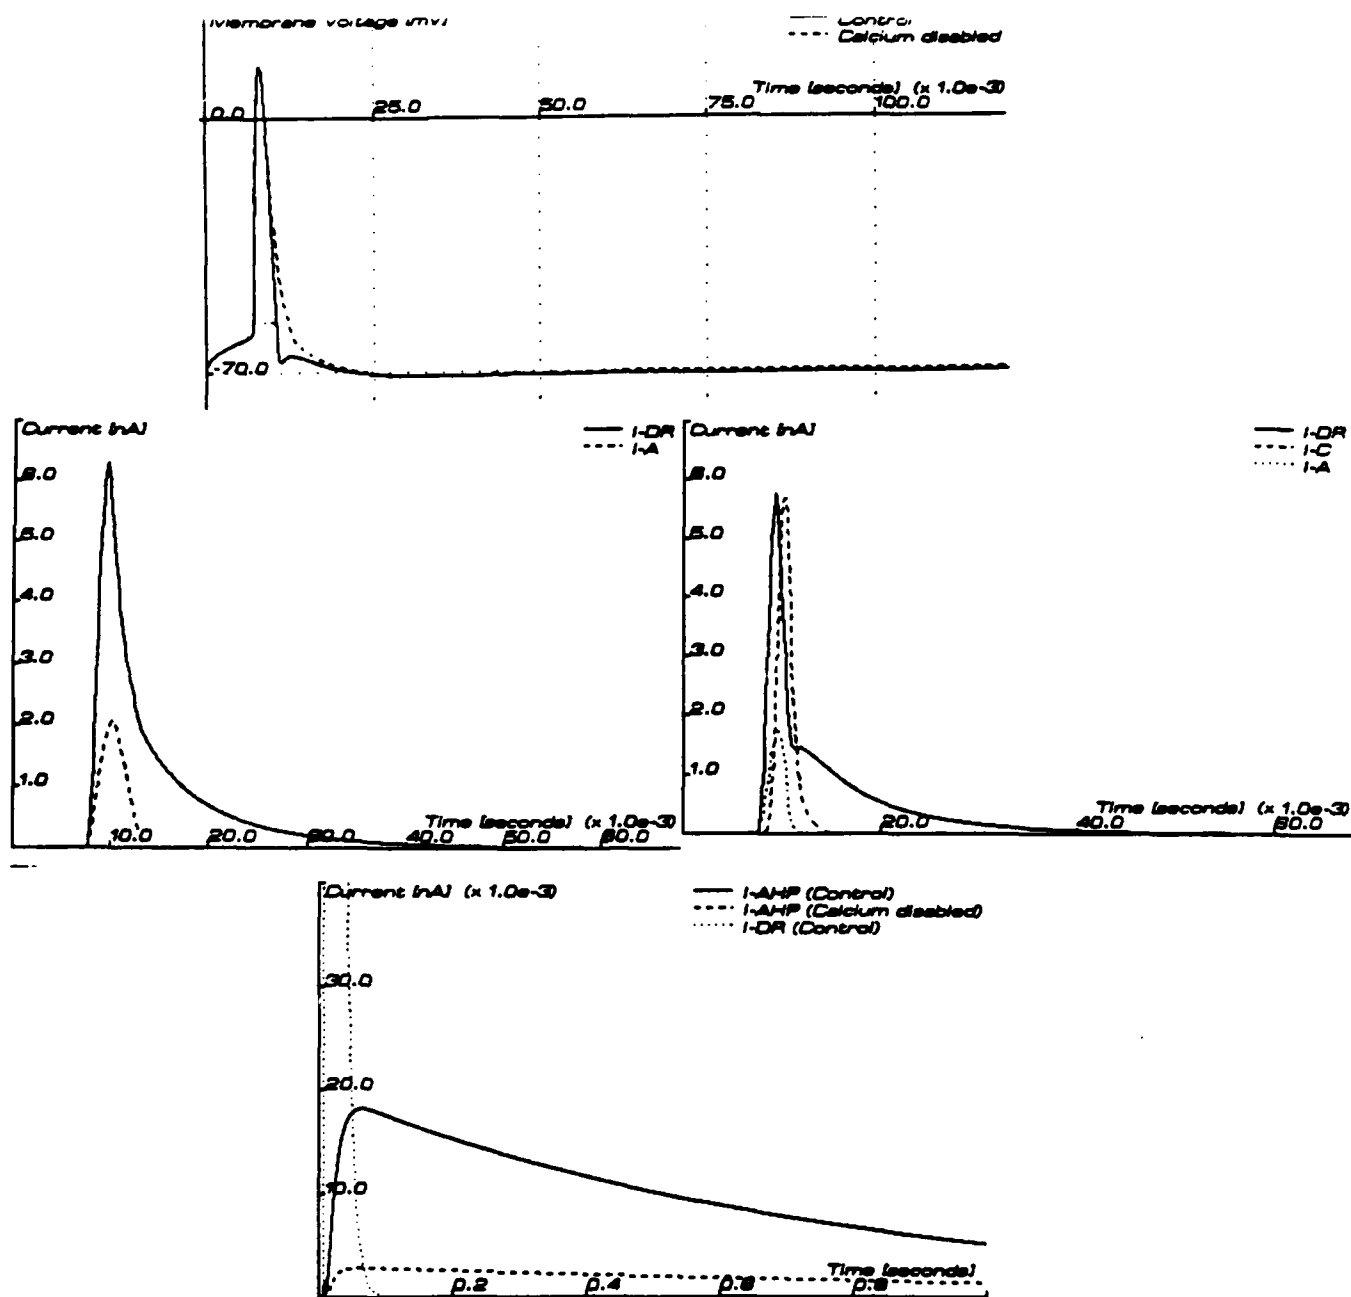 Membrane voltage [mV]
Control
Calcium disabled
Time [seconds] (x 1.0e-3)
0.0 25.0 50.0 75.0 100.0
-70.0
Current [nA]
I-DR
I-A
6.0
5.0
4.0
3.0
2.0
1.0
Time [seconds] (x 1.0e-3)
10.0 20.0 30.0 40.0 50.0 60.0
Current [nA]
I-DR
I-C
I-A
6.0
5.0
4.0
3.0
2.0
1.0
Time [seconds] (x 1.0e-3)
20.0 40.0 60.0
Current [nA] (x 1.0e-3)
I-AHP (Control)
I-AHP (Calcium disabled)
I-DR (Control)
30.0
20.0
10.0
Time [seconds]
0.2 0.4 0.6 0.8